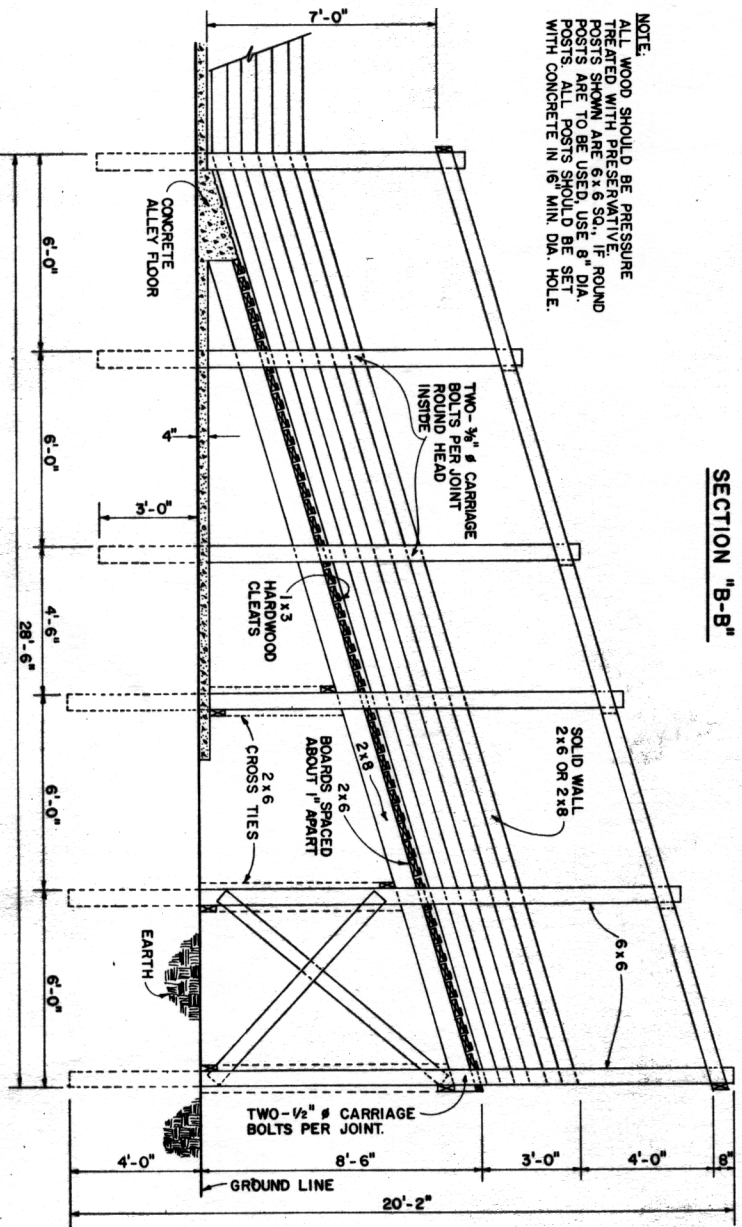 SECTION "B-B"
NOTE:
ALL WOOD SHOULD BE PRESSURE
TREATED WITH PRESERVATIVE.
POSTS SHOWN ARE 6x6 SQ., IF ROUND
POSTS ARE TO BE USED, USE 8" DIA.
POSTS. ALL POSTS SHOULD BE SET
WITH CONCRETE IN 16" MIN. DIA. HOLE.
7'-0"
TWO-3/8" ø CARRIAGE
BOLTS PER JOINT
ROUND HEAD
INSIDE
SOLID WALL
2x6 OR 2x8
6x6
CONCRETE
ALLEY FLOOR
4"
3'-0"
1x3
HARDWOOD
CLEATS
2x8
2x6
BOARDS SPACED
ABOUT 1" APART
2x6
CROSS TIES
EARTH
TWO-1/2" ø CARRIAGE
BOLTS PER JOINT.
GROUND LINE
8"
4'-0"
3'-0"
8'-6"
4'-0"
20'-2"
6'-0"
6'-0"
4'-6"
6'-0"
6'-0"
28'-6"